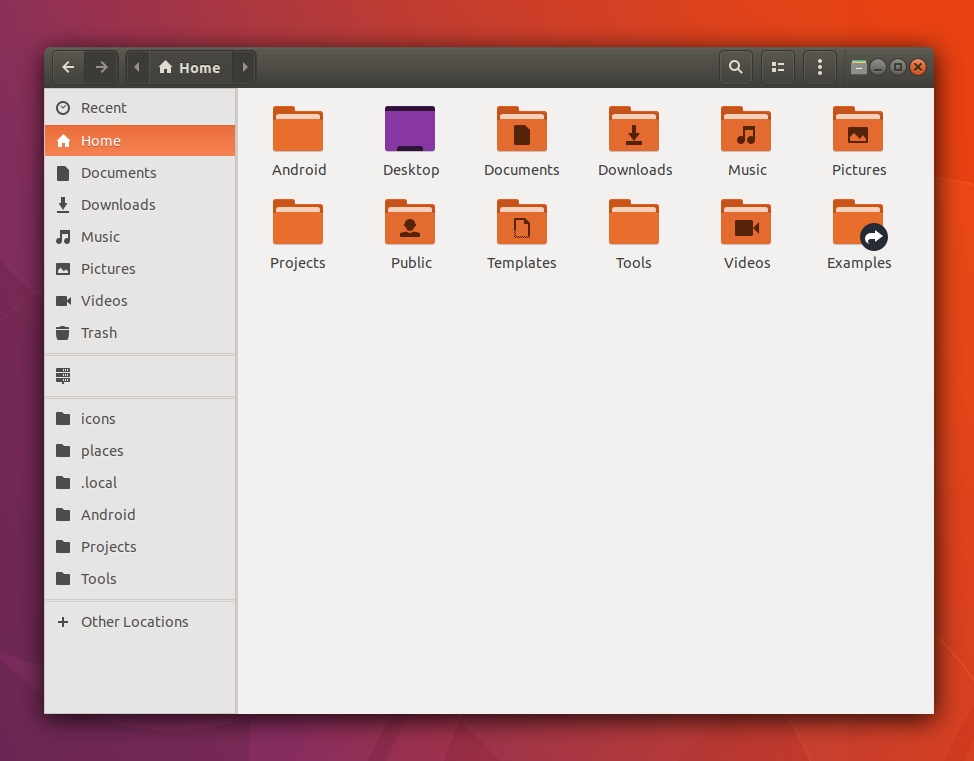 Home
Recent
Home
Documents
Downloads
Music
Pictures
Videos
Trash
icons
places
.local
Android
Projects
Tools
Other Locations
Android Desktop Documents Downloads Music Pictures
Projects Public Templates Tools Videos Examples